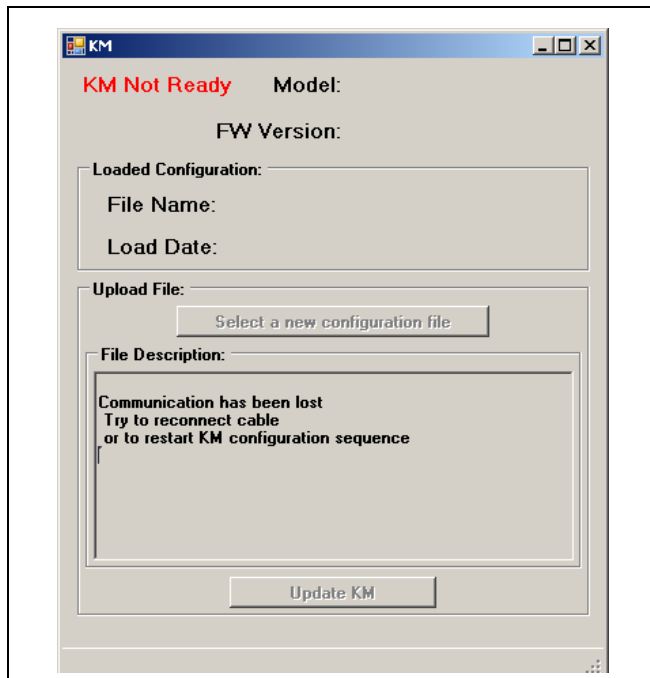 KM
KM Not Ready Model:
FW Version:
Loaded Configuration:
File Name:
Load Date:
Upload File:
Select a new configuration file
File Description:
Communication has been lost
Try to reconnect cable
or to restart KM configuration sequence
Update KM